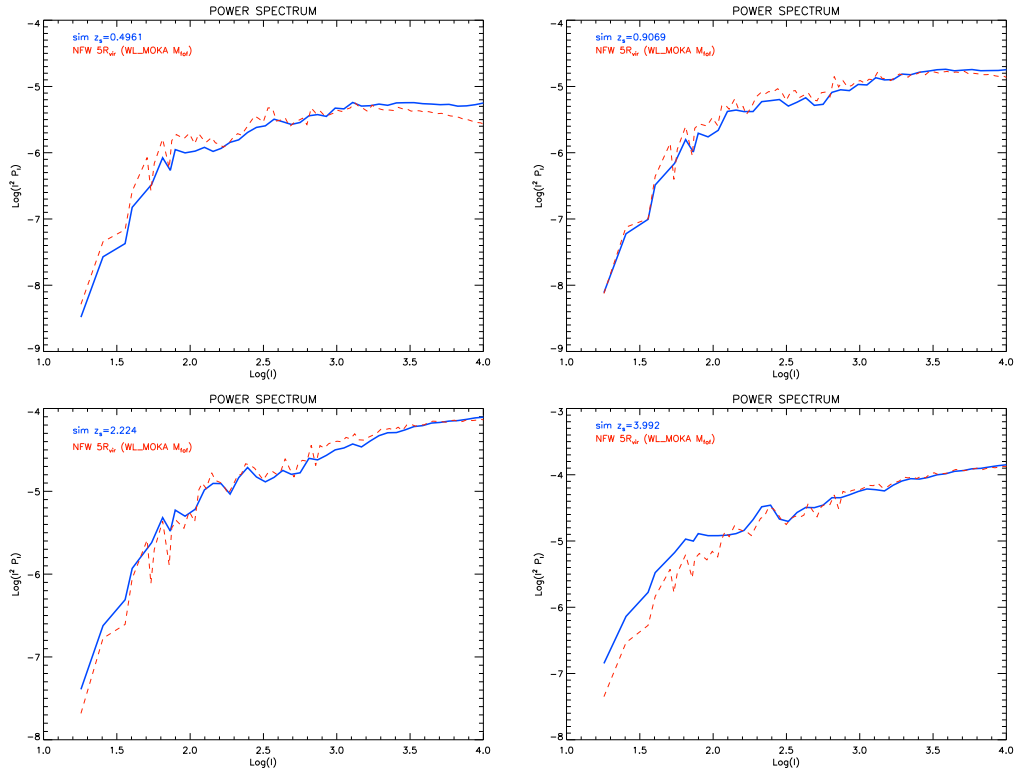 POWER SPECTRUM
sim z_s=0.4961
NFW 5R_vir (WL_MOKA M_fof)
Log(l² P_l)
-4
-5
-6
-7
-8
-9
1.0 1.5 2.0 2.5 3.0 3.5 4.0
Log(l)
POWER SPECTRUM
sim z_s=0.9069
NFW 5R_vir (WL_MOKA M_fof)
Log(l² P_l)
-4
-5
-6
-7
-8
-9
1.0 1.5 2.0 2.5 3.0 3.5 4.0
Log(l)
POWER SPECTRUM
sim z_s=2.224
NFW 5R_vir (WL_MOKA M_fof)
Log(l² P_l)
-4
-5
-6
-7
-8
1.0 1.5 2.0 2.5 3.0 3.5 4.0
Log(l)
POWER SPECTRUM
sim z_s=3.992
NFW 5R_vir (WL_MOKA M_fof)
Log(l² P_l)
-3
-4
-5
-6
-7
-8
1.0 1.5 2.0 2.5 3.0 3.5 4.0
Log(l)